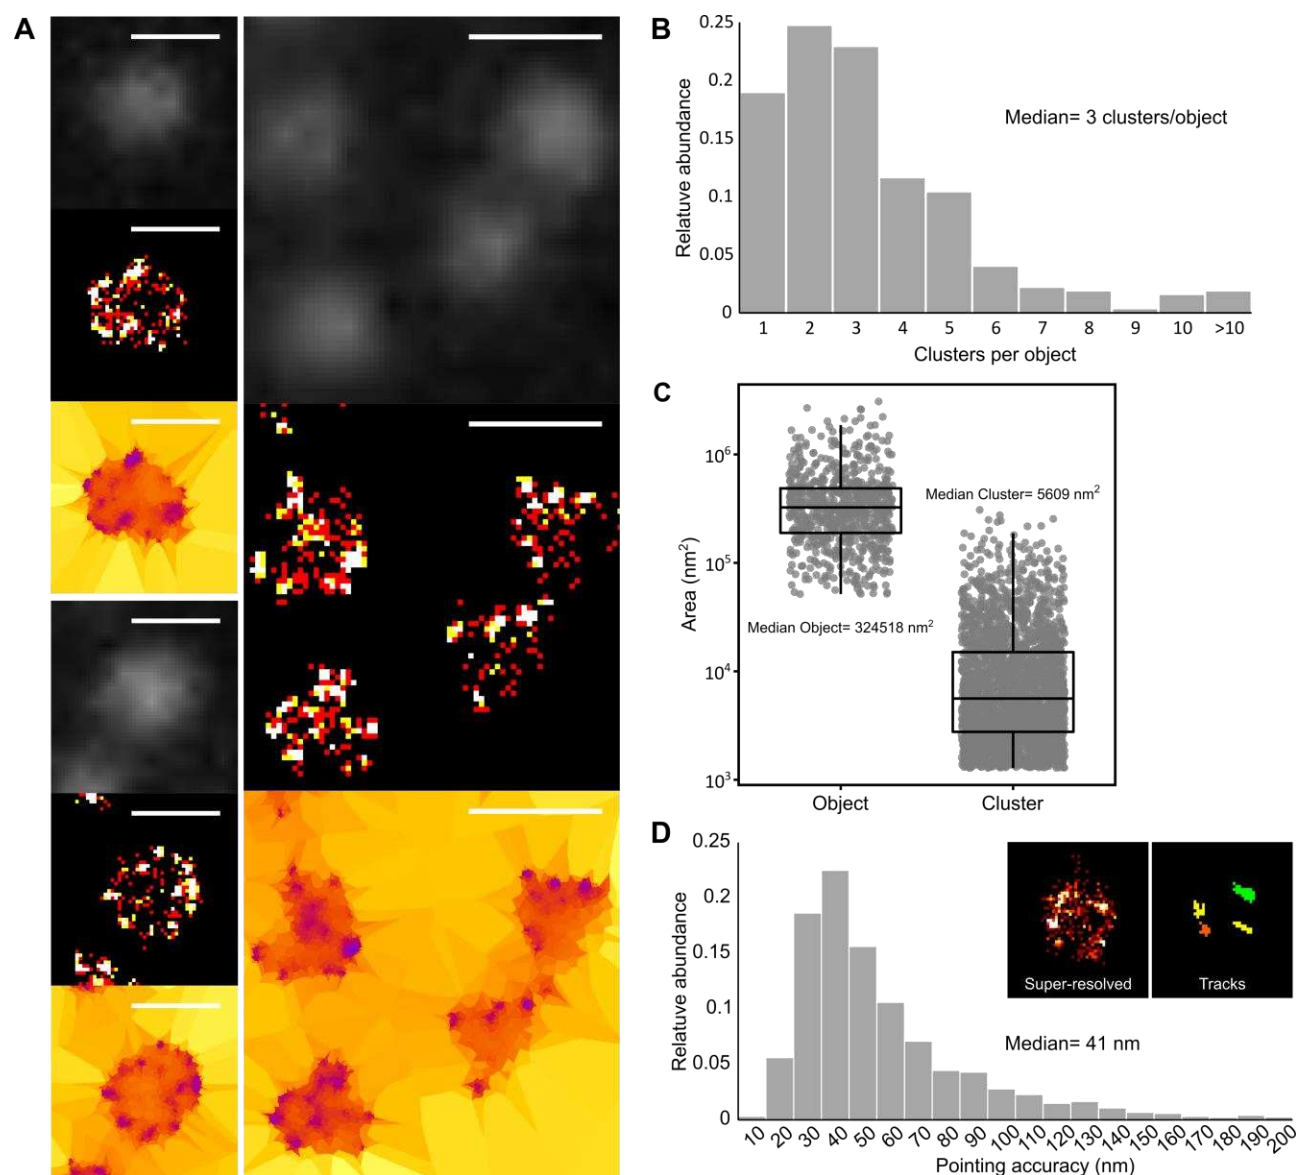 A
B
0.25
0.2
0.15
0.1
0.05
0
Relative abundance
Median= 3 clusters/object
1 2 3 4 5 6 7 8 9 10 >10
Clusters per object
C
10⁶
10⁵
10⁴
10³
Area (nm²)
Median Cluster= 5609 nm²
Median Object= 324518 nm²
Object Cluster
D
0.25
0.2
0.15
0.1
0.05
0
Relatuve abundance
Super-resolved
Tracks
Median= 41 nm
10 20 30 40 50 60 70 80 90 100 110 120 130 140 150 160 170 180 190 200
Pointing accuracy (nm)